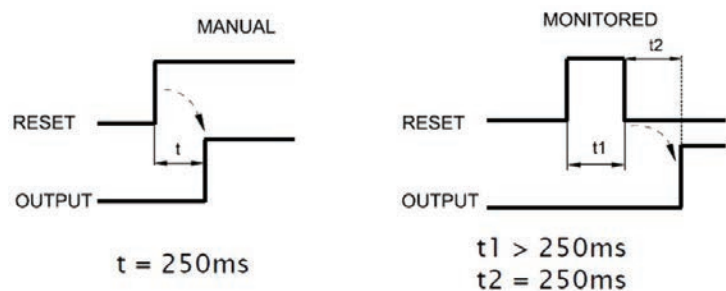 MANUAL
RESET
t
OUTPUT
t = 250ms
MONITORED
t2
RESET
t1
OUTPUT
t1 > 250ms
t2 = 250ms